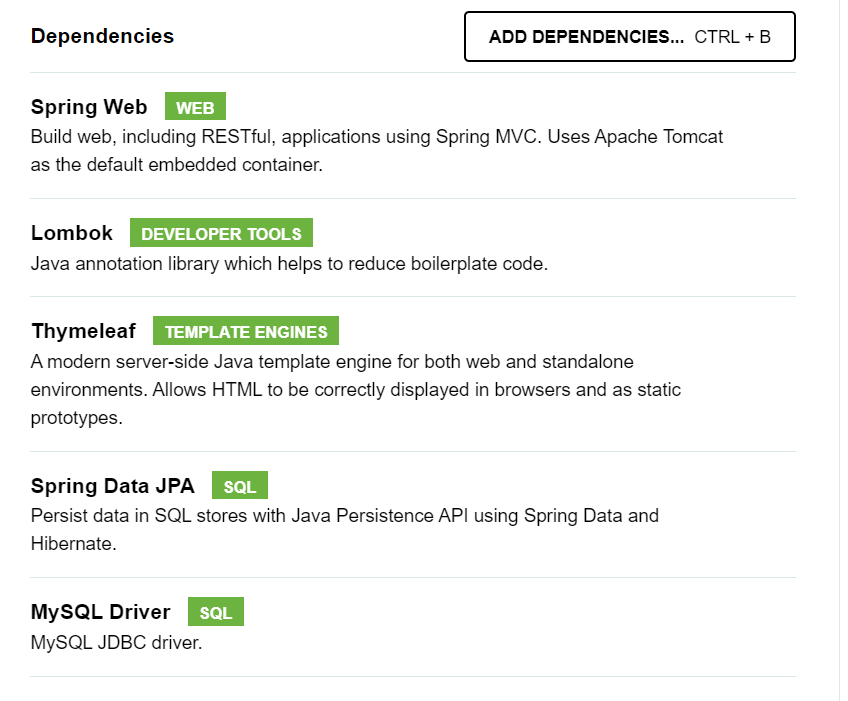 Dependencies
ADD DEPENDENCIES... CTRL + B
Spring Web WEB
Build web, including RESTful, applications using Spring MVC. Uses Apache Tomcat
as the default embedded container.
Lombok DEVELOPER TOOLS
Java annotation library which helps to reduce boilerplate code.
Thymeleaf TEMPLATE ENGINES
A modern server-side Java template engine for both web and standalone
environments. Allows HTML to be correctly displayed in browsers and as static
prototypes.
Spring Data JPA SQL
Persist data in SQL stores with Java Persistence API using Spring Data and
Hibernate.
MySQL Driver SQL
MySQL JDBC driver.